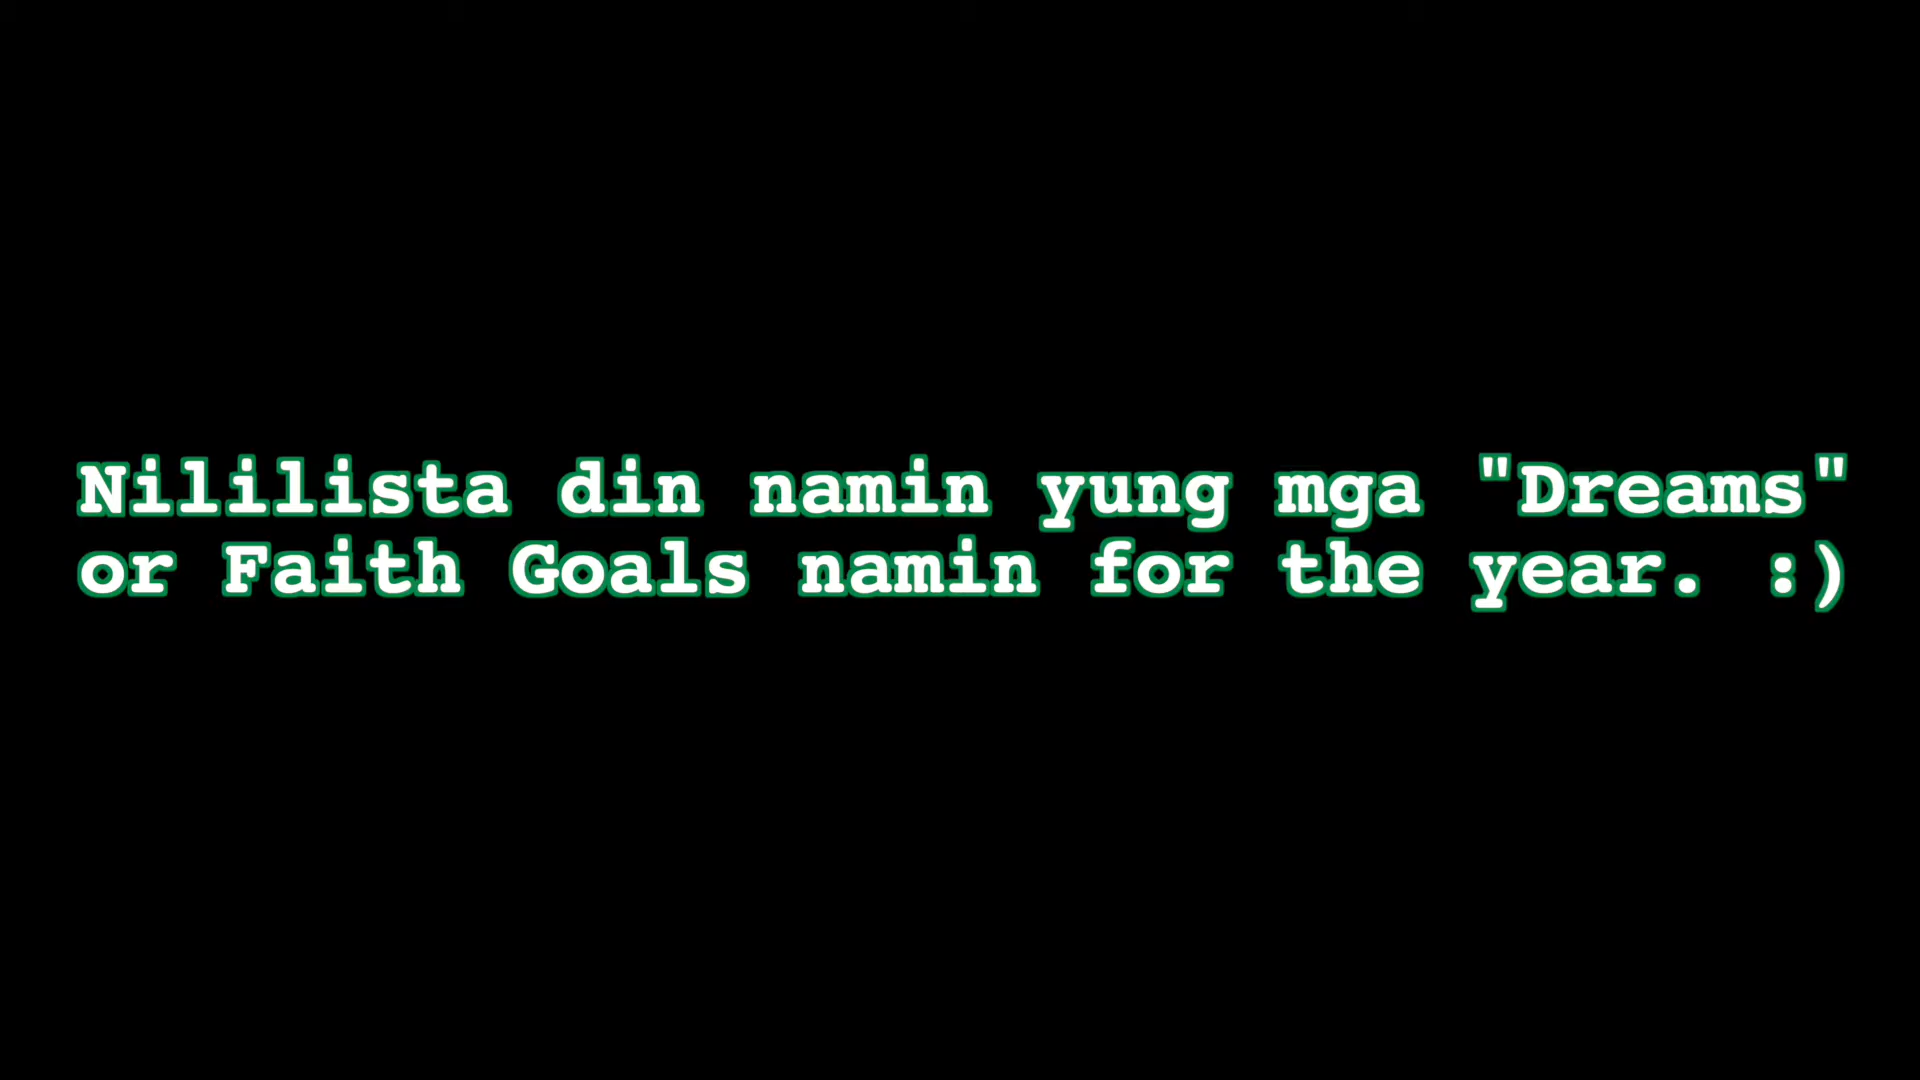 Nililista din namin yung mga "Dreams"
or Faith Goals namin for the year. :)